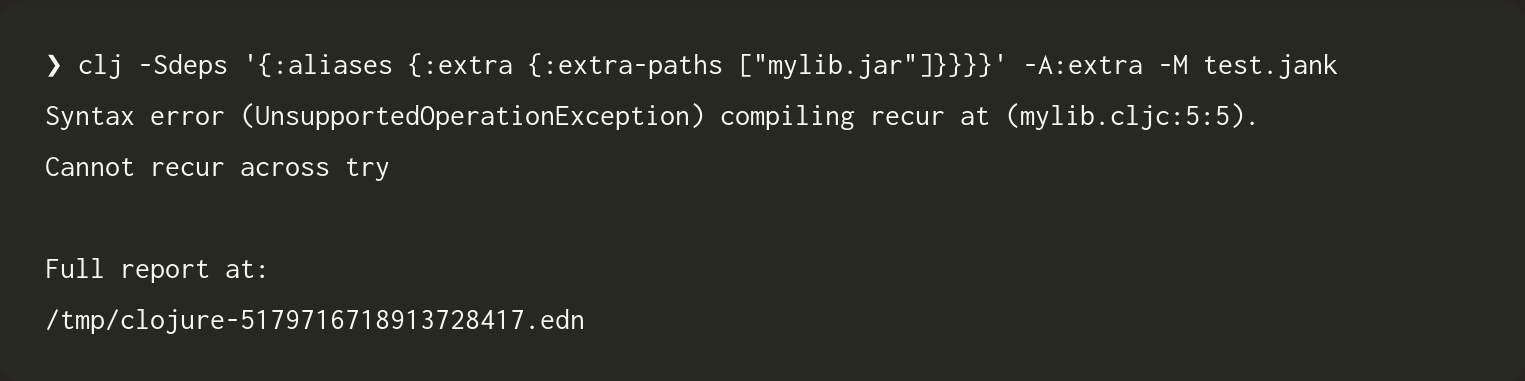 ❯ clj -Sdeps '{:aliases {:extra {:extra-paths ["mylib.jar"]}}}}' -A:extra -M test.jank
Syntax error (UnsupportedOperationException) compiling recur at (mylib.cljc:5:5).
Cannot recur across try
Full report at:
/tmp/clojure-5179716718913728417.edn